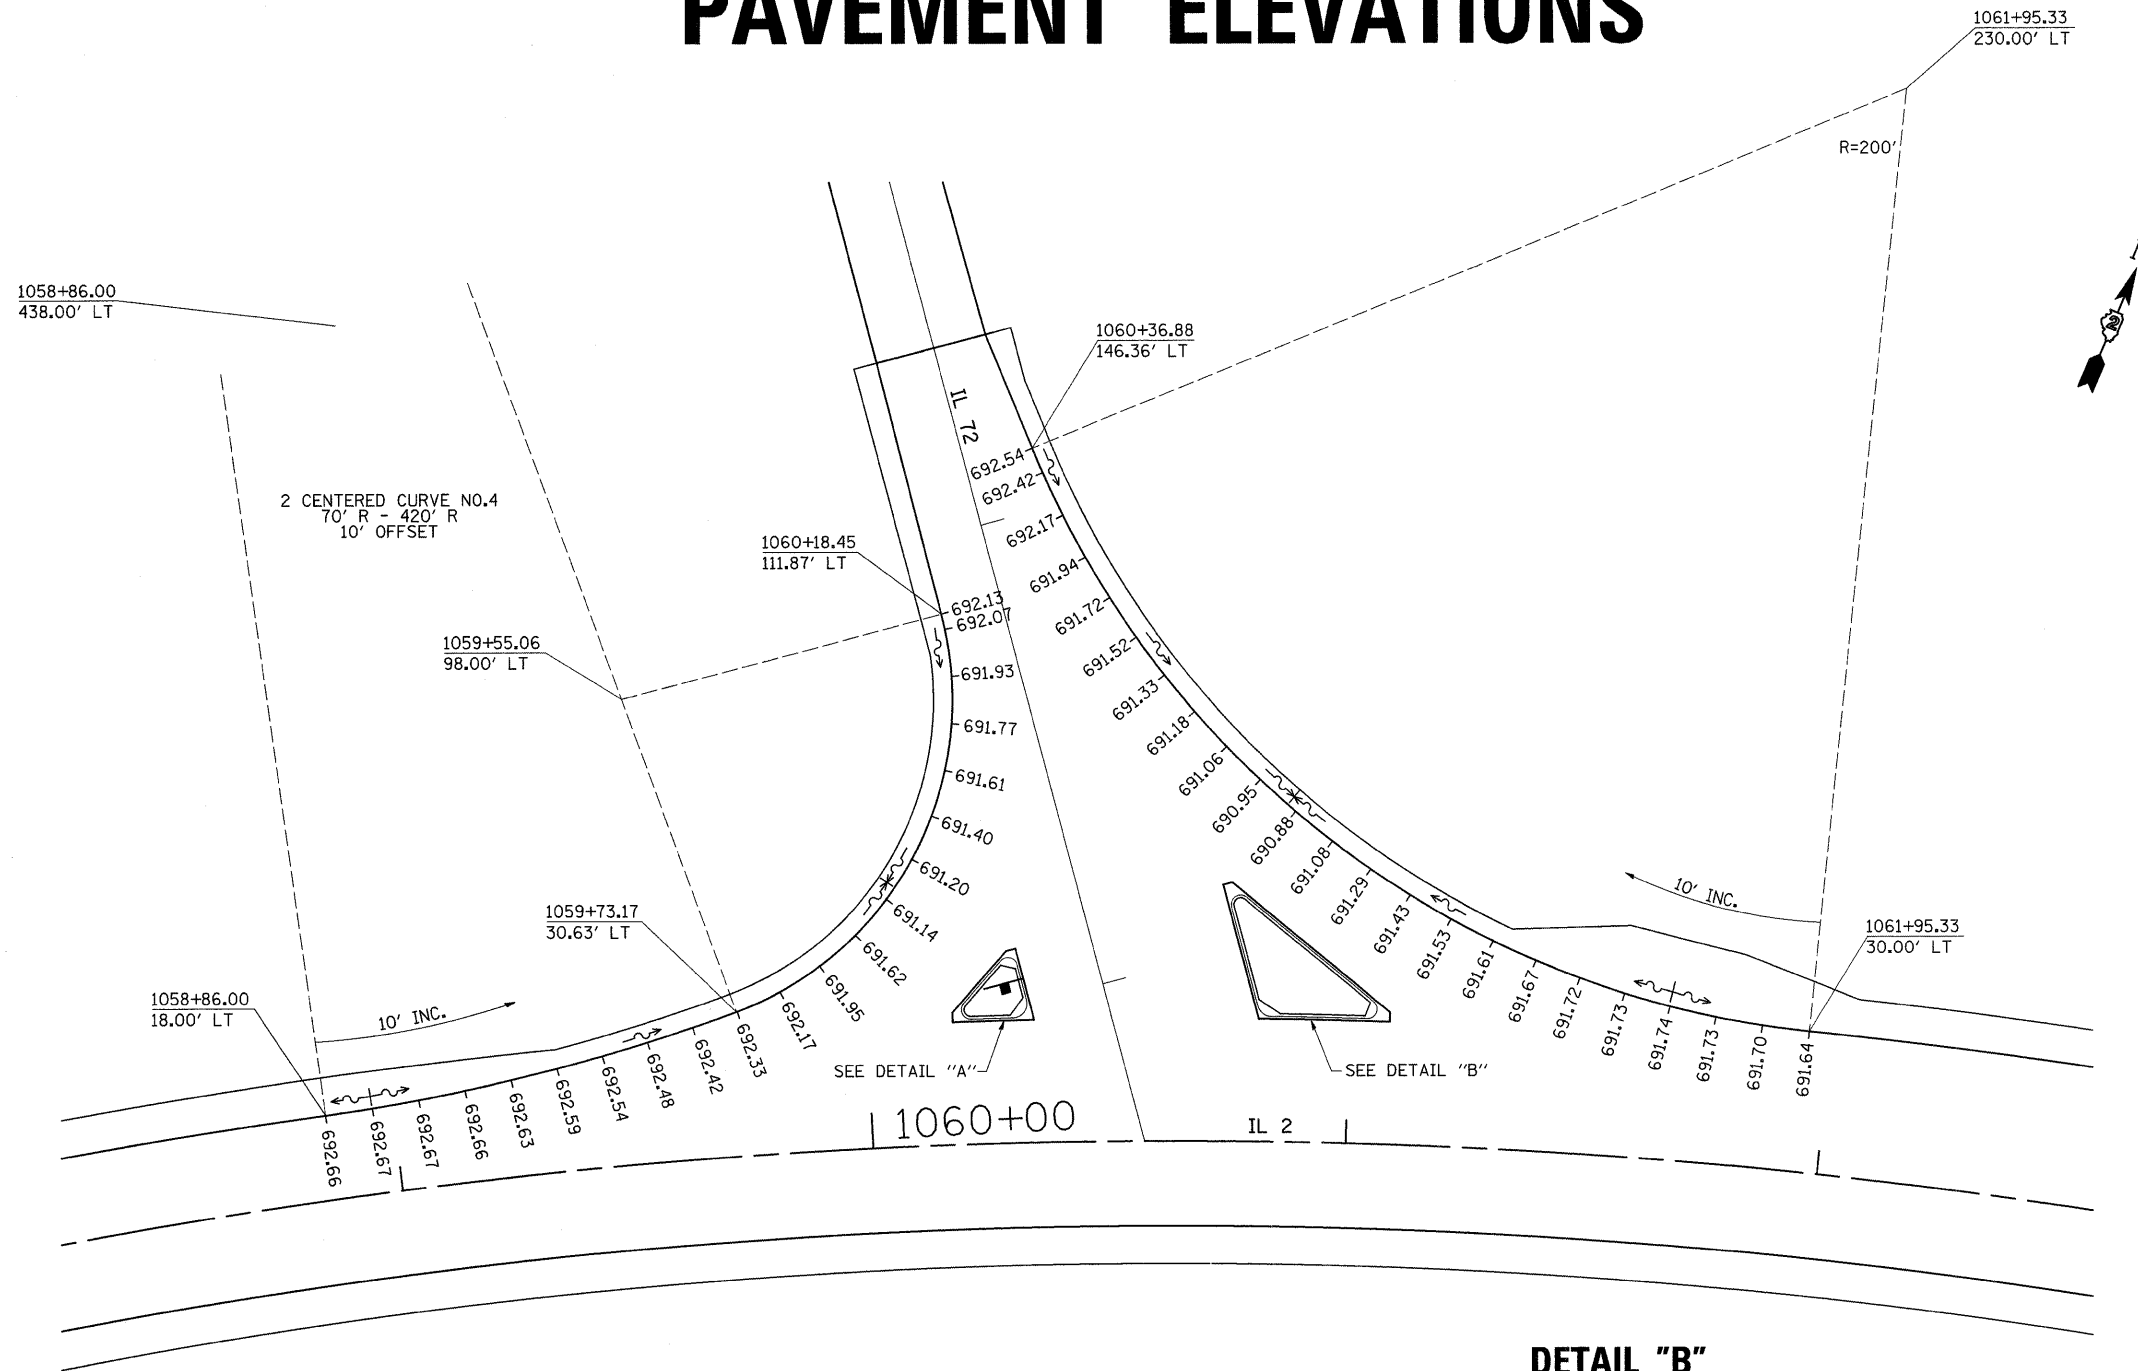 PAVEMENT ELEVATIONS
1061+95.33
230.00' LT
R=200'
1058+86.00
438.00' LT
1060+36.88
146.36' LT
IL 72
2 CENTERED CURVE NO.4
70' R - 420' R
10' OFFSET
1060+18.45
111.87' LT
1059+55.06
98.00' LT
692.54
692.42
692.17
691.94
691.72
691.52
691.33
691.18
691.06
690.95
690.88
691.08
691.29
691.43
691.53
691.61
691.67
691.72
691.73
691.74
691.73
691.70
691.64
692.13
692.07
691.93
691.77
691.61
691.40
691.20
691.14
691.62
691.95
692.17
692.33
692.42
692.48
692.54
692.59
692.63
692.66
692.67
692.67
692.66
10' INC.
1059+73.17
30.63' LT
1061+95.33
30.00' LT
1058+86.00
18.00' LT
10' INC.
SEE DETAIL "A"
SEE DETAIL "B"
1060+00
IL 2
2
DETAIL "B"